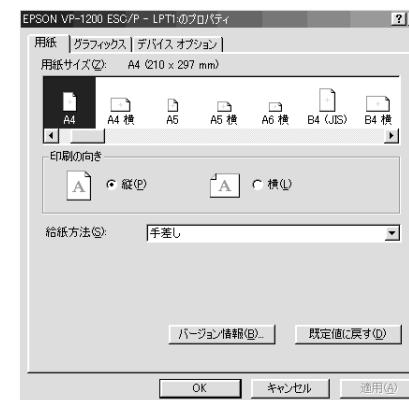 EPSON VP-1200 ESC/P - LPT1:のプロパティ
用紙 グラフィックス デバイス オプション
用紙サイズ(Z): A4 (210 x 297 mm)
A4 A4 横 A5 A5 横 A6 横 B4 (JIS) B4 横
印刷の向き
A 縦(P) A 横(L)
給紙方法(S): 手差し
バージョン情報(B)... 既定値に戻す(D)
OK キャンセル 適用(A)